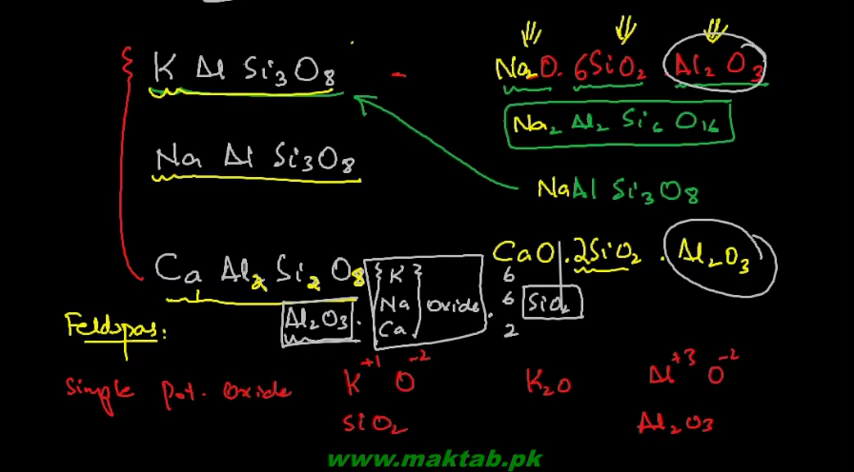 K Al Si₃O₈ - Na₂O. 6SiO₂ Al₂O₃
Na₂ Al₂ Si₆ O₁₆
Na Al Si₃O₈
NaAl Si₃O₈
Ca Al₂ Si₂ O₈
CaO.2SiO₂ . Al₂O₃
Al₂O₃. {K Na Ca} oxide. 6 6 2 SiO₂
Feldspas:
Simple Pot. oxide K⁺¹ O⁻² K₂O Al⁺³ O⁻²
SiO₂ Al₂O₃
www.maktab.pk